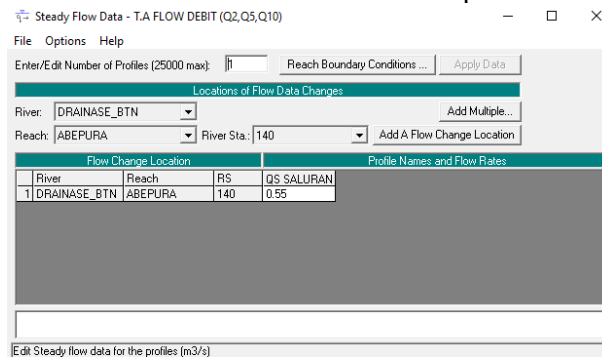 Steady Flow Data - T.A FLOW DEBIT (Q2,Q5,Q10)
File Options Help
Enter/Edit Number of Profiles (25000 max): 1 Reach Boundary Conditions ... Apply Data
Locations of Flow Data Changes
River: DRAINASE_BTN Add Multiple...
Reach: ABEPURA River Sta.: 140 Add A Flow Change Location
Flow Change Location Profile Names and Flow Rates
River Reach RS QS SALURAN
1 DRAINASE_BTN ABEPURA 140 0.55
Edit Steady flow data for the profiles (m3/s)